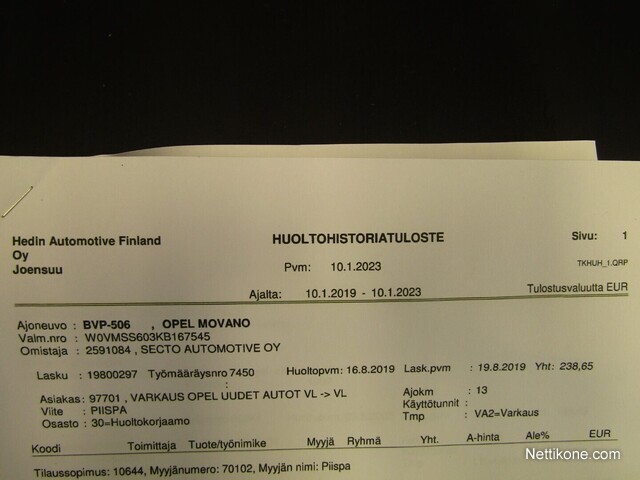 Hedin Automotive Finland
Oy
Joensuu
HUOLTOHISTORIATULOSTE
Sivu: 1
Pvm: 10.1.2023
TKHUH_1.QRP
Ajalta: 10.1.2019 - 10.1.2023
Tulostusvaluutta EUR
Ajoneuvo : BVP-506 , OPEL MOVANO
Valm.nro : W0VMSS603KB167545
Omistaja : 2591084 , SECTO AUTOMOTIVE OY
Lasku : 19800297 Työmääräysnro 7450 Huoltopvm: 16.8.2019 Lask.pvm : 19.8.2019 Yht: 238,65
:
Asiakas: 97701 , VARKAUS OPEL UUDET AUTOT VL -> VL
Ajokm : 13
Viite : PIISPA
Käyttötunnit :
Osasto : 30=Huoltokorjaamo
Tmp : VA2=Varkaus
Koodi Toimittaja Tuote/työnimike Myyjä Ryhmä Yht. A-hinta Ale% EUR
Tilaussopimus: 10644, Myyjänumero: 70102, Myyjän nimi: Piispa
Nettikone.com